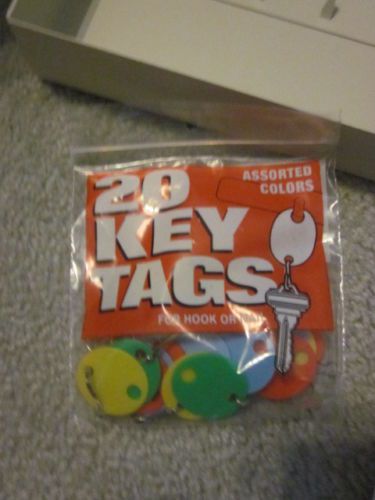 20
KEY
TAGS
ASSORTED
COLORS
FOR HOOK OR NAIL